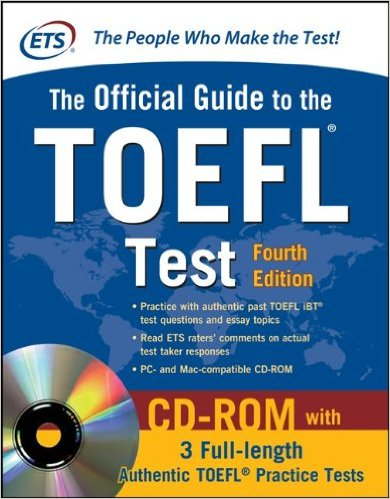 ETS® The People Who Make the Test!
The Official Guide to the
TOEFL®
Test Fourth
Edition
• Practice with authentic past TOEFL iBT®
test questions and essay topics
• Read ETS raters' comments on actual
test taker responses
• PC- and Mac-compatible CD-ROM
CD-ROM with
3 Full-length
Authentic TOEFL® Practice Tests